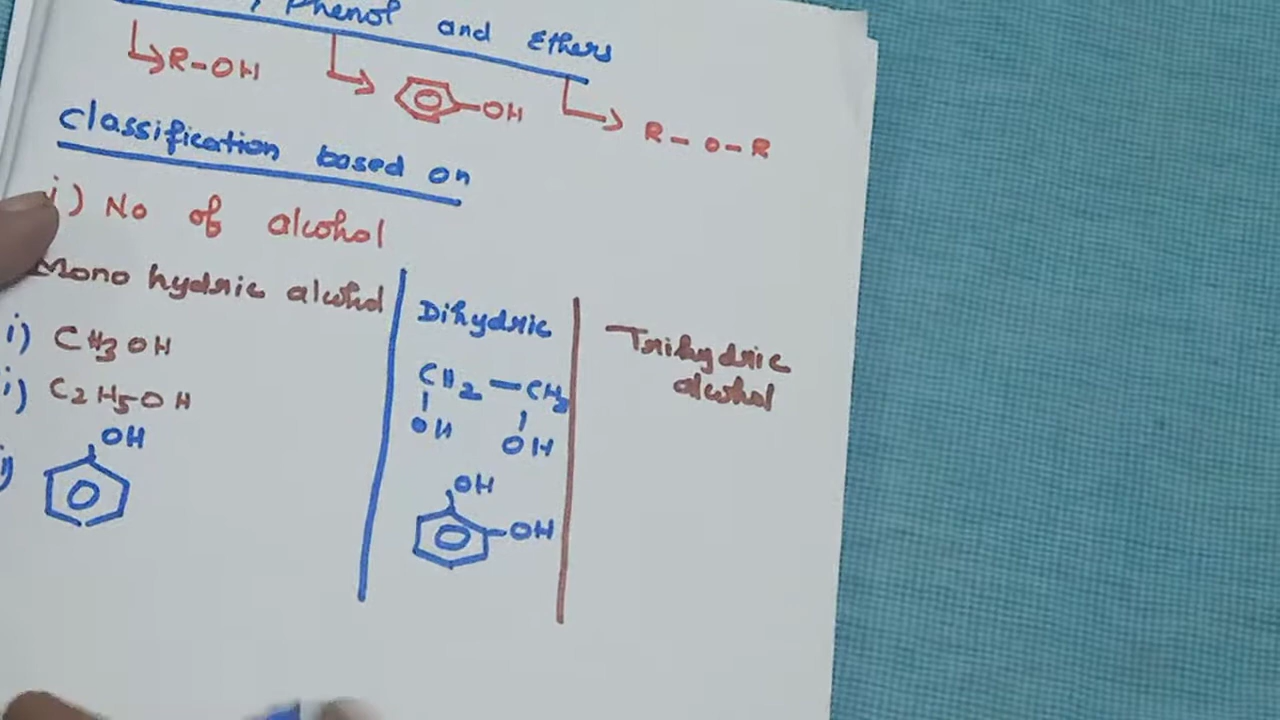 , Phenol and Ethers
R-OH
-OH
R-O-R
Classification based on
i) No of alcohol
Mono hydric alcohol
i) CH3OH
i) C2H5OH
OH
Dihydric
CH2-CH2
OH OH
OH
-OH
Trihydric
alcohol